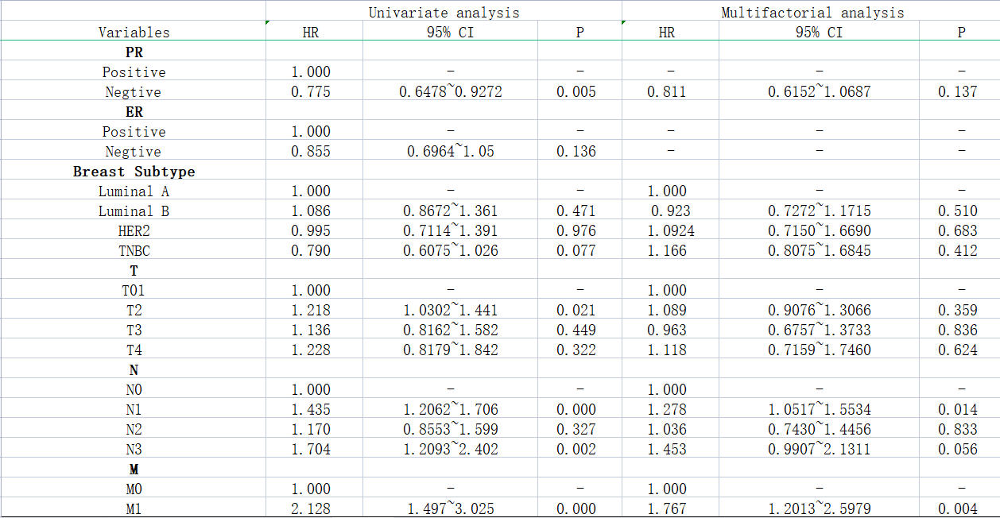 Univariate analysis Multifactorial analysis
Variables HR 95% CI P HR 95% CI P
PR
Positive 1.000 - - - - -
Negtive 0.775 0.6478~0.9272 0.005 0.811 0.6152~1.0687 0.137
ER
Positive 1.000 - - - - -
Negtive 0.855 0.6964~1.05 0.136 - - -
Breast Subtype
Luminal A 1.000 - - 1.000 - -
Luminal B 1.086 0.8672~1.361 0.471 0.923 0.7272~1.1715 0.510
HER2 0.995 0.7114~1.391 0.976 1.0924 0.7150~1.6690 0.683
TNBC 0.790 0.6075~1.026 0.077 1.166 0.8075~1.6845 0.412
T
T01 1.000 - - 1.000 - -
T2 1.218 1.0302~1.441 0.021 1.089 0.9076~1.3066 0.359
T3 1.136 0.8162~1.582 0.449 0.963 0.6757~1.3733 0.836
T4 1.228 0.8179~1.842 0.322 1.118 0.7159~1.7460 0.624
N
N0 1.000 - - 1.000 - -
N1 1.435 1.2062~1.706 0.000 1.278 1.0517~1.5534 0.014
N2 1.170 0.8553~1.599 0.327 1.036 0.7430~1.4456 0.833
N3 1.704 1.2093~2.402 0.002 1.453 0.9907~2.1311 0.056
M
M0 1.000 - - 1.000 - -
M1 2.128 1.497~3.025 0.000 1.767 1.2013~2.5979 0.004